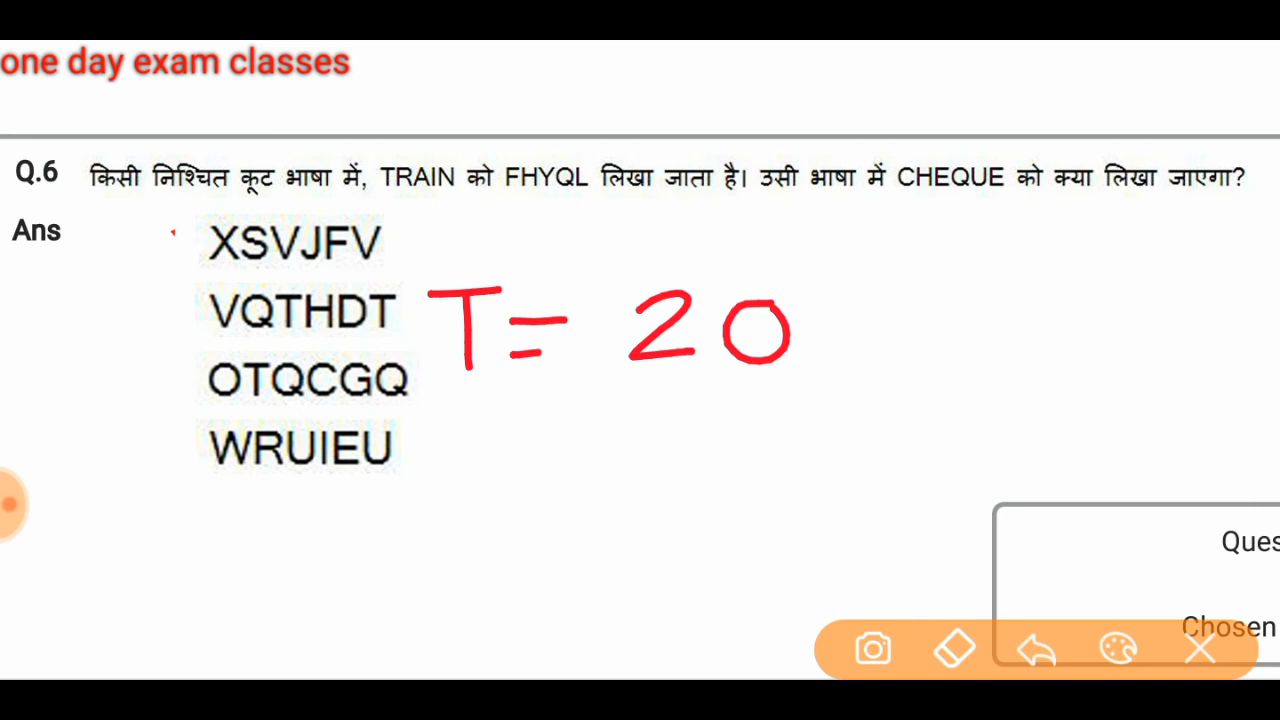 one day exam classes
Q.6 किसी निश्चित कूट भाषा में, TRAIN को FHYQL लिखा जाता है। उसी भाषा में CHEQUE को क्या लिखा जाएगा?
Ans XSVJFV
VQTHDT
T= 20
OTQCGQ
WRUIEU
Ques
Chosen